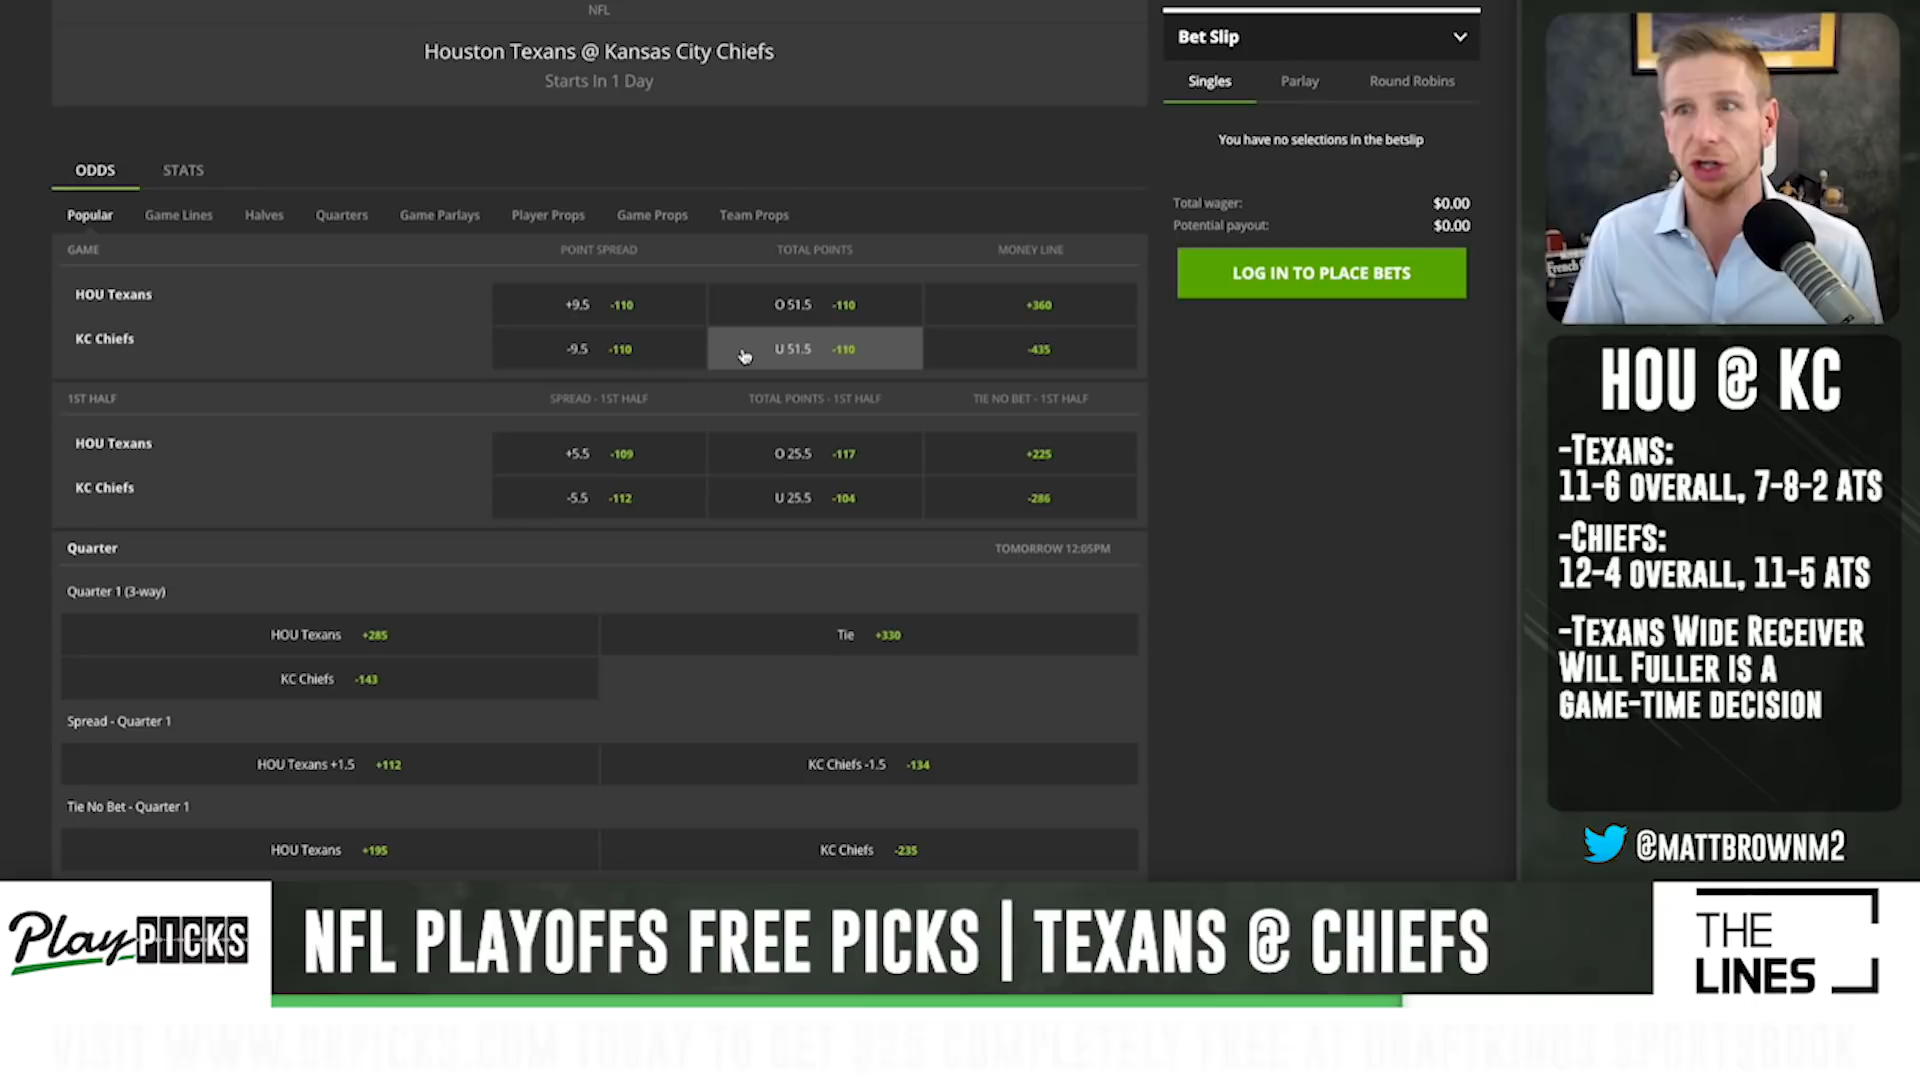 NFL
Houston Texans @ Kansas City Chiefs
Starts In 1 Day
ODDS STATS
Popular Game Lines Halves Quarters Game Parlays Player Props Game Props Team Props
GAME POINT SPREAD TOTAL POINTS MONEY LINE
HOU Texans +9.5 -110 O 51.5 -110 +360
KC Chiefs -9.5 -110 U 51.5 -110 -435
1ST HALF SPREAD - 1ST HALF TOTAL POINTS - 1ST HALF TIE NO BET - 1ST HALF
HOU Texans +5.5 -109 O 25.5 -117 +225
KC Chiefs -5.5 -112 U 25.5 -104 -286
Quarter TOMORROW 12:05PM
Quarter 1 (3-way)
HOU Texans +285 Tie +330
KC Chiefs -143
Spread - Quarter 1
HOU Texans +1.5 +112 KC Chiefs -1.5 -134
Tie No Bet - Quarter 1
HOU Texans +195 KC Chiefs -235
Bet Slip
Singles Parlay Round Robins
You have no selections in the betslip
Total wager: $0.00
Potential payout: $0.00
LOG IN TO PLACE BETS
HOU @ KC
-TEXANS:
11-6 OVERALL, 7-8-2 ATS
-CHIEFS:
12-4 OVERALL, 11-5 ATS
-TEXANS WIDE RECEIVER
WILL FULLER IS A
GAME-TIME DECISION
@MATTBROWNM2
PlayPICKS
NFL PLAYOFFS FREE PICKS | TEXANS @ CHIEFS
THE
LINES